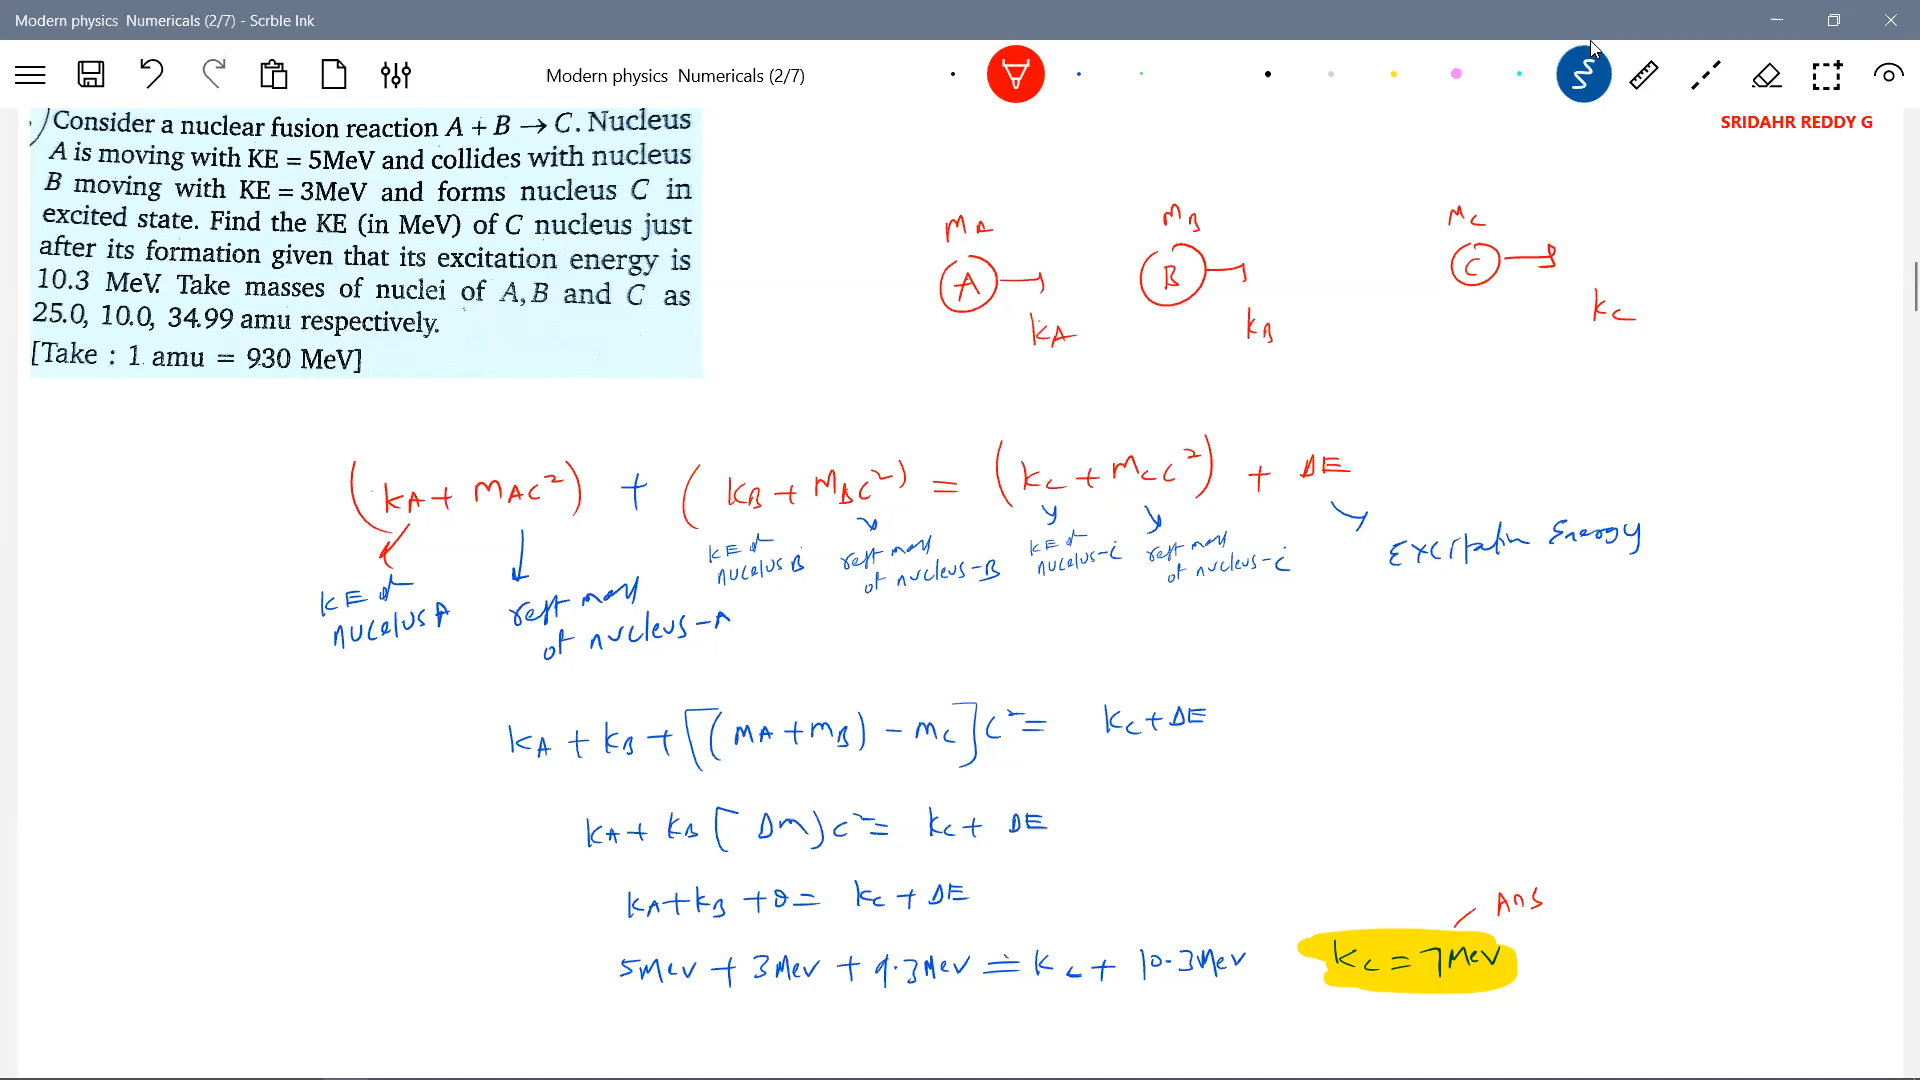 Modern physics Numericals (2/7) - Scrble Ink
Modern physics Numericals (2/7)
SRIDAHR REDDY G
Consider a nuclear fusion reaction A + B → C. Nucleus
A is moving with KE = 5MeV and collides with nucleus
B moving with KE = 3MeV and forms nucleus C in
excited state. Find the KE (in MeV) of C nucleus just
after its formation given that its excitation energy is
10.3 MeV. Take masses of nuclei of A, B and C as
25.0, 10.0, 34.99 amu respectively.
[Take : 1 amu = 930 MeV]
MA MB MC
A B C
KA KB KC
(KA + MAC²) + (KB + MBC²) = (KC + MCC²) + ΔE
KE of nucelus A
rest mass of nucleus-A
KE of nucelus B
rest mass of nucleus-B
KE of nucleus-C
rest mass of nucleus-C
Excitation Energy
KA + KB + [(MA + MB) - MC] C² = KC + ΔE
KA + KB [ Δm) C² = KC + ΔE
KA + KB + Q = KC + ΔE
5MeV + 3MeV + 9.3MeV = KC + 10.3MeV
KC = 7MeV
Ans